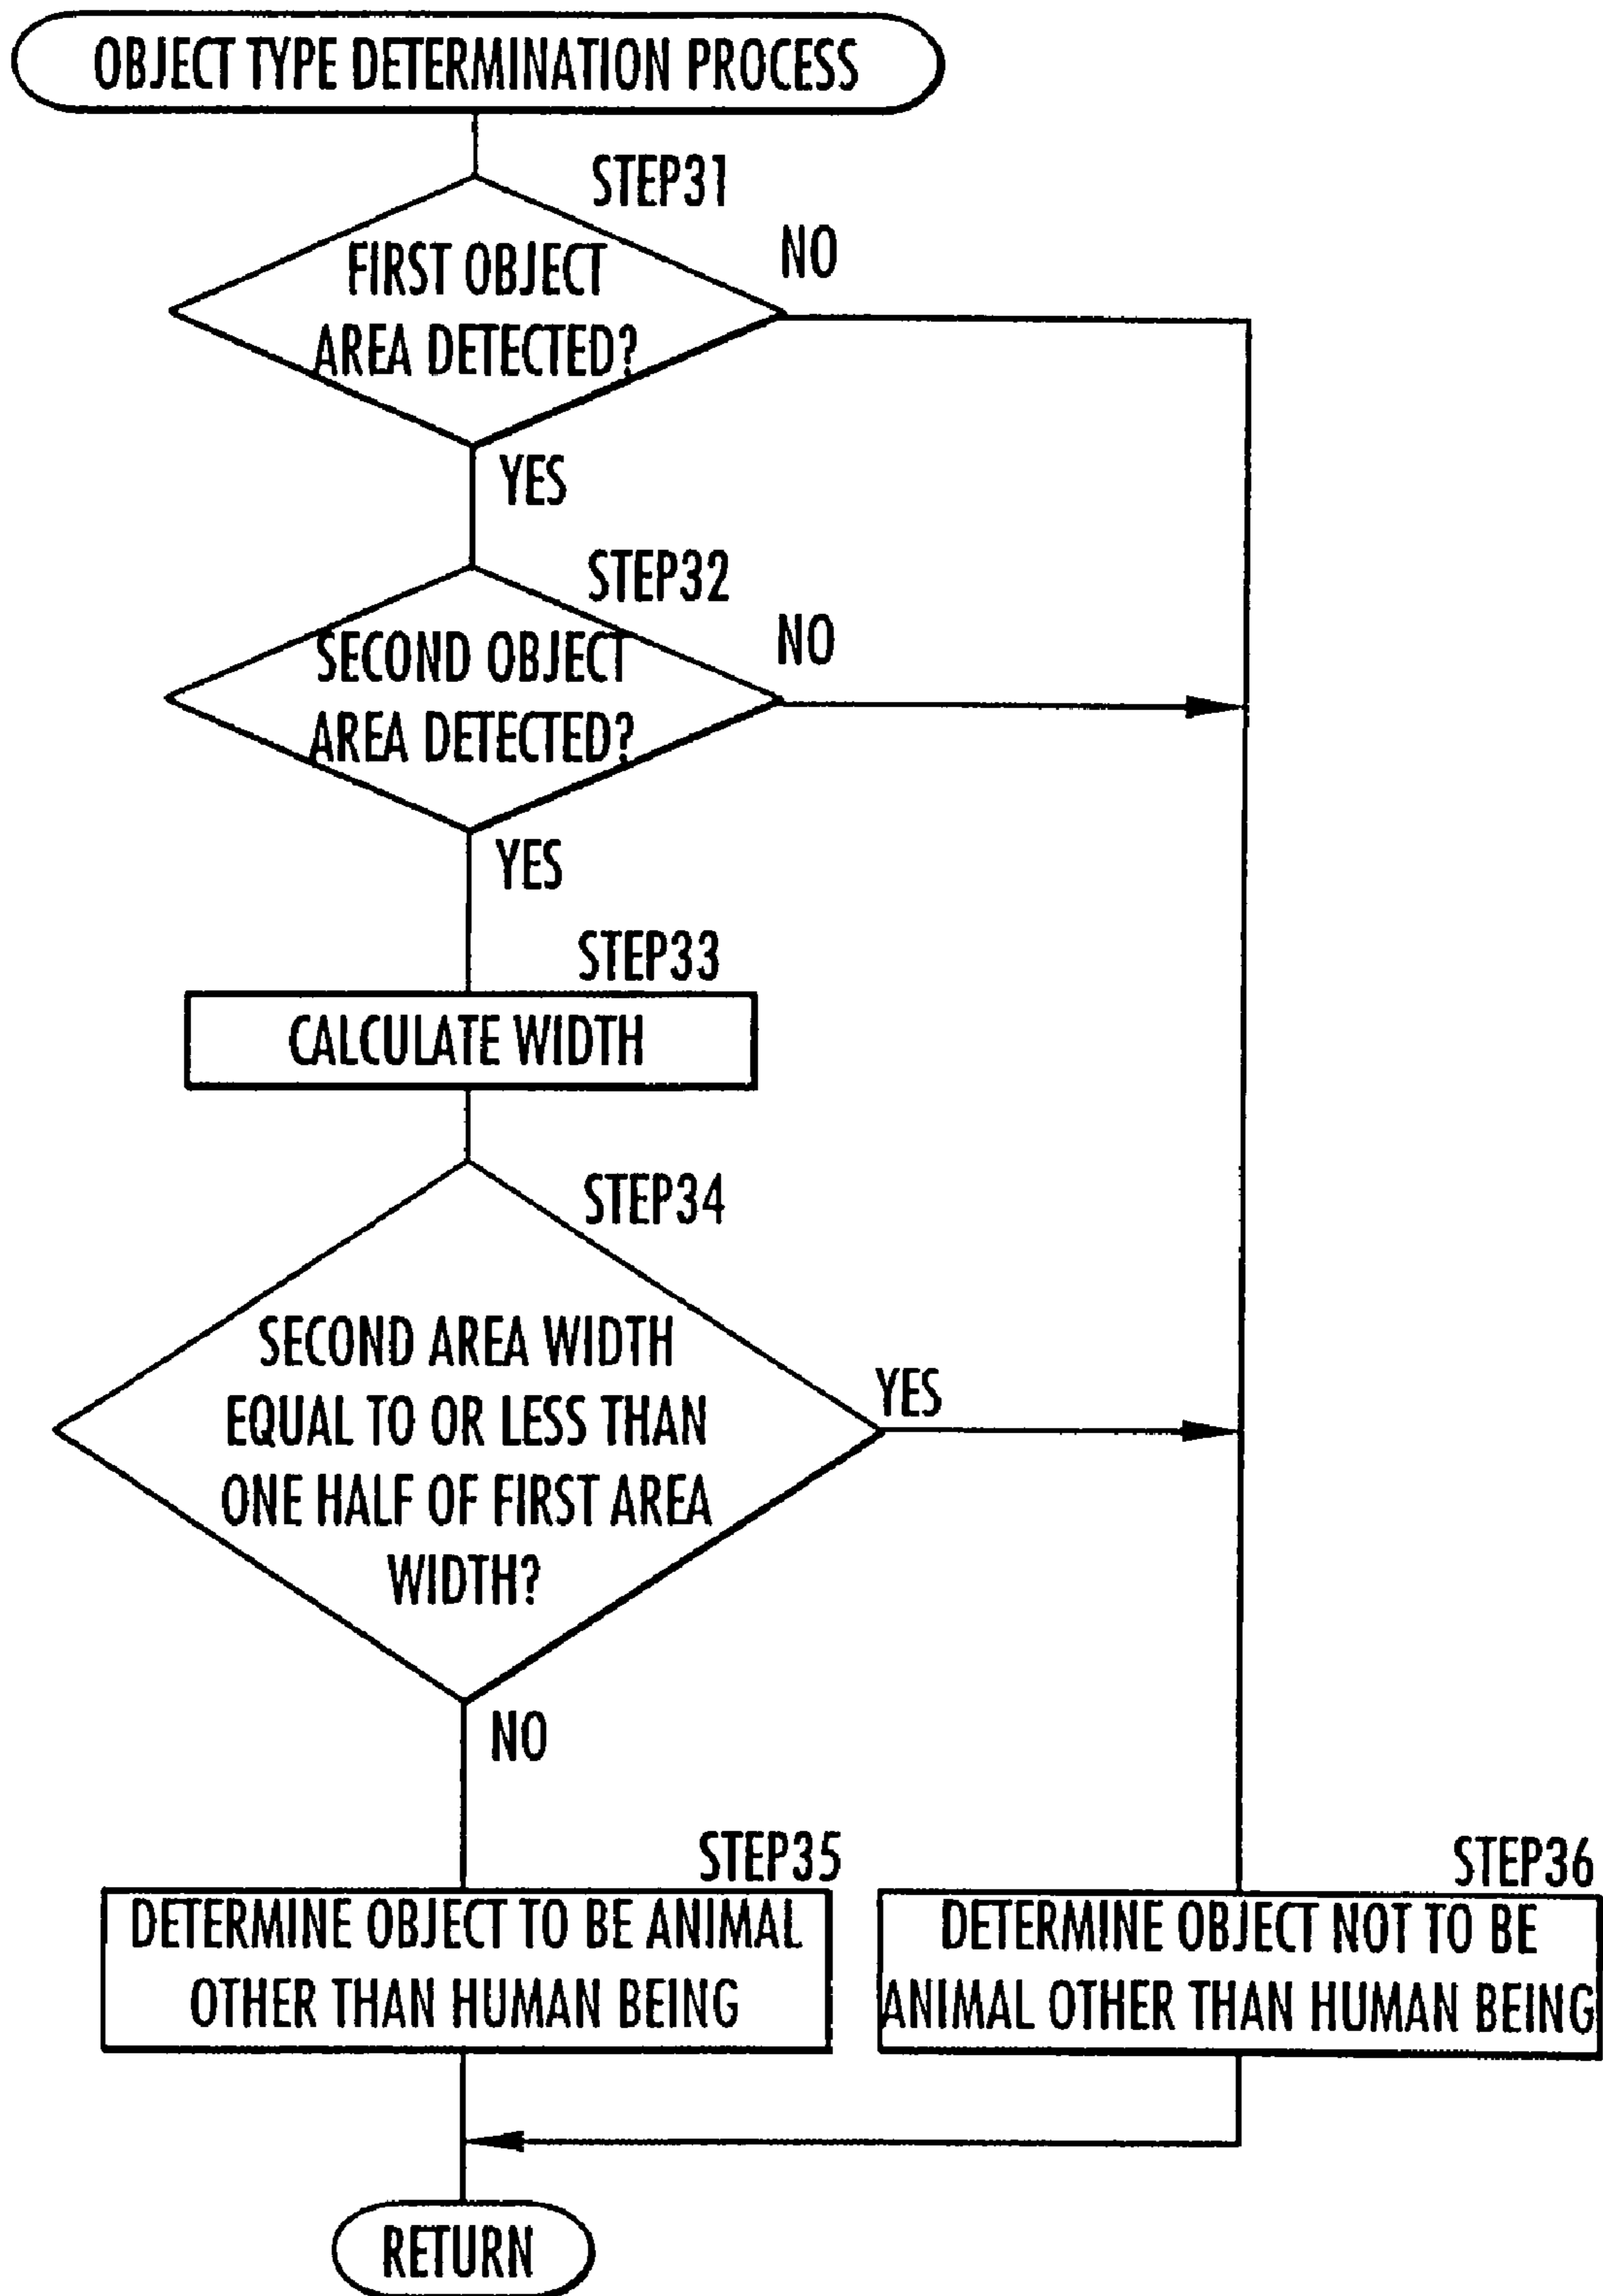 OBJECT TYPE DETERMINATION PROCESS
STEP31
FIRST OBJECT
AREA DETECTED?
NO
YES
STEP32
SECOND OBJECT
AREA DETECTED?
NO
YES
STEP33
CALCULATE WIDTH
STEP34
SECOND AREA WIDTH
EQUAL TO OR LESS THAN
ONE HALF OF FIRST AREA
WIDTH?
YES
NO
STEP35
DETERMINE OBJECT TO BE ANIMAL
OTHER THAN HUMAN BEING
STEP36
DETERMINE OBJECT NOT TO BE
ANIMAL OTHER THAN HUMAN BEING
RETURN